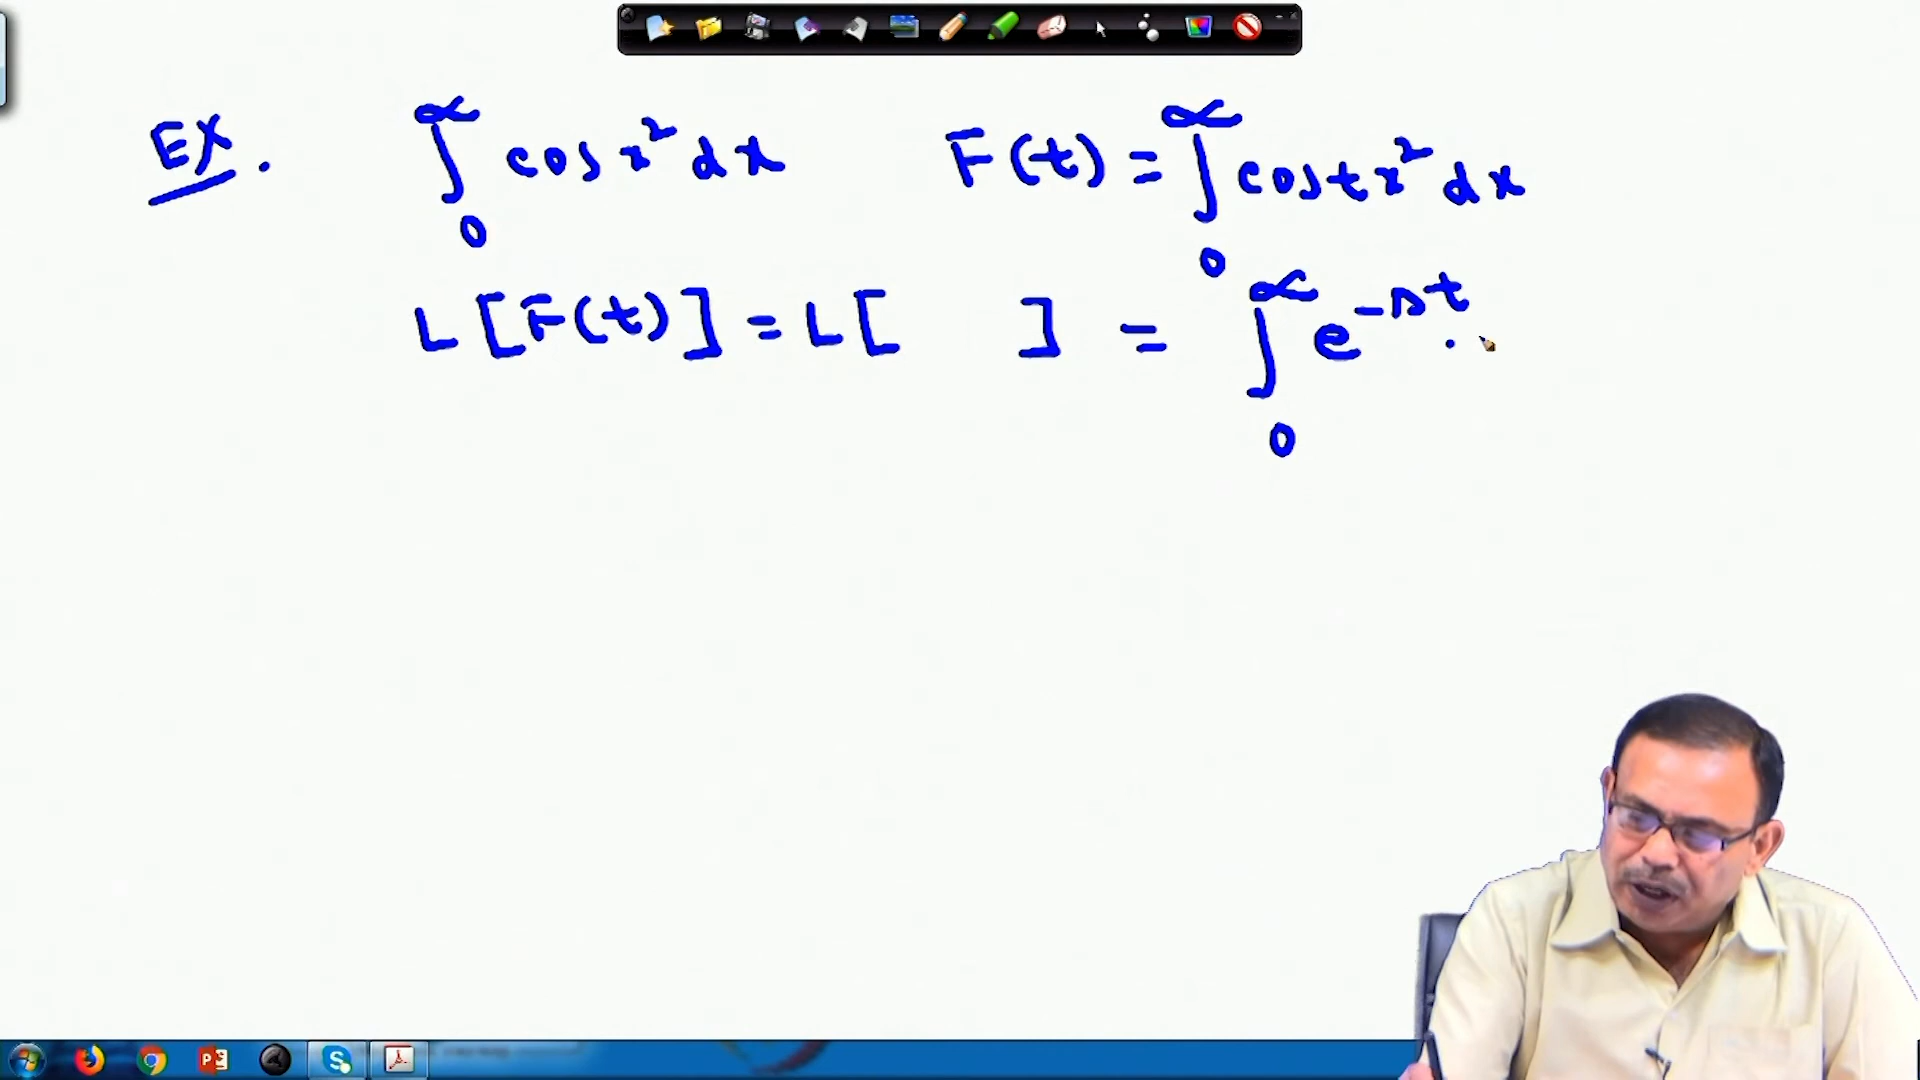 EX. ∫₀^∞ cos x² dx F(t) = ∫₀^∞ cos tx² dx
L[F(t)] = L[ ] = ∫₀^∞ e^{-st}.